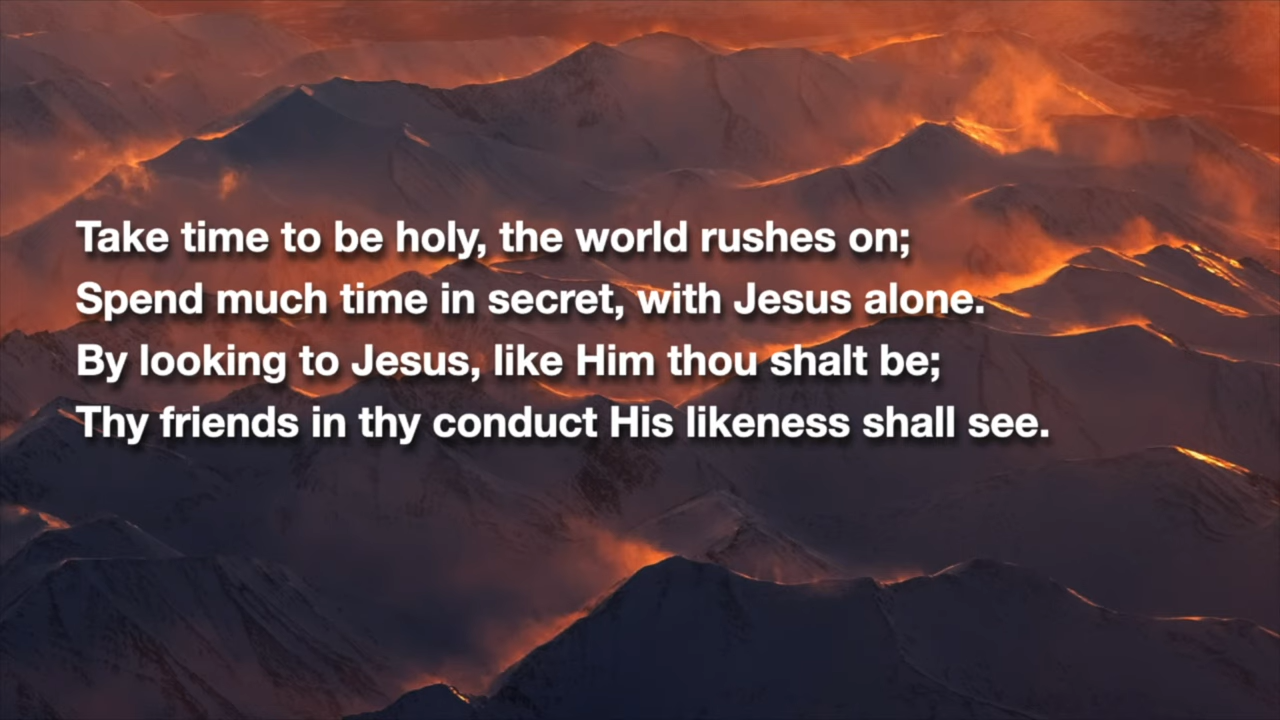 Take time to be holy, the world rushes on;
Spend much time in secret, with Jesus alone.
By looking to Jesus, like Him thou shalt be;
Thy friends in thy conduct His likeness shall see.